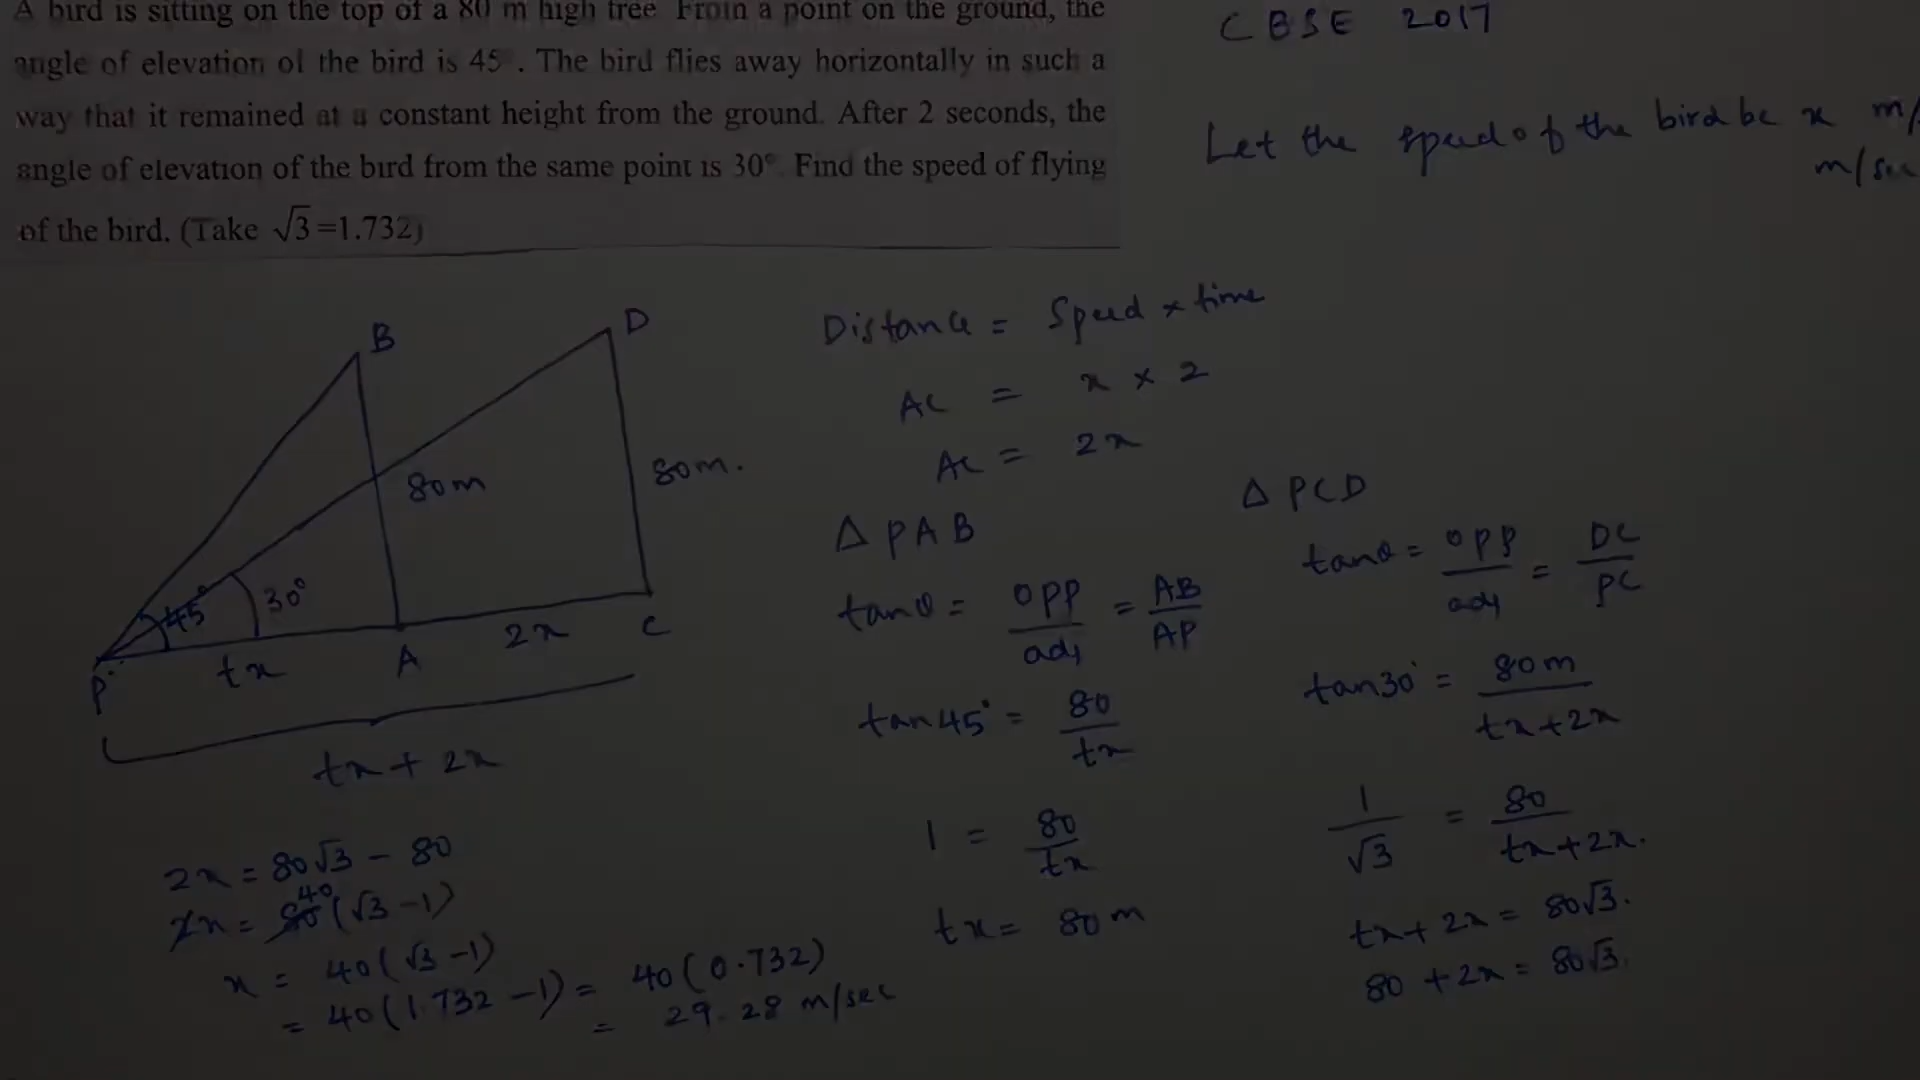 A bird is sitting on the top of a 80 m high tree From a point on the ground, the
angle of elevation of the bird is 45°. The bird flies away horizontally in such a
way that it remained at a constant height from the ground. After 2 seconds, the
angle of elevation of the bird from the same point is 30°. Find the speed of flying
of the bird. (Take √3=1.732)
CBSE 2017
Let the speed of the bird be x m/
m/sec
B
D
80m
80m.
45°
30°
P
tx
A
2x
C
tx + 2x
Distance = Speed × time
AC = x × 2
AC = 2x
Δ PAB
tanθ = opp/adj = AB/AP
tan45° = 80/tx
1 = 80/tx
tx = 80m
Δ PCD
tanθ = opp/adj = DC/PC
tan30° = 80m/tx+2x
1/√3 = 80/tx+2x.
tx+2x = 80√3.
80 + 2x = 80√3.
2x = 80√3 - 80
2x = 80 40 (√3 -1)
x = 40(√3 -1)
= 40(1.732 -1) = 40(0.732)
= 29.28 m/sec